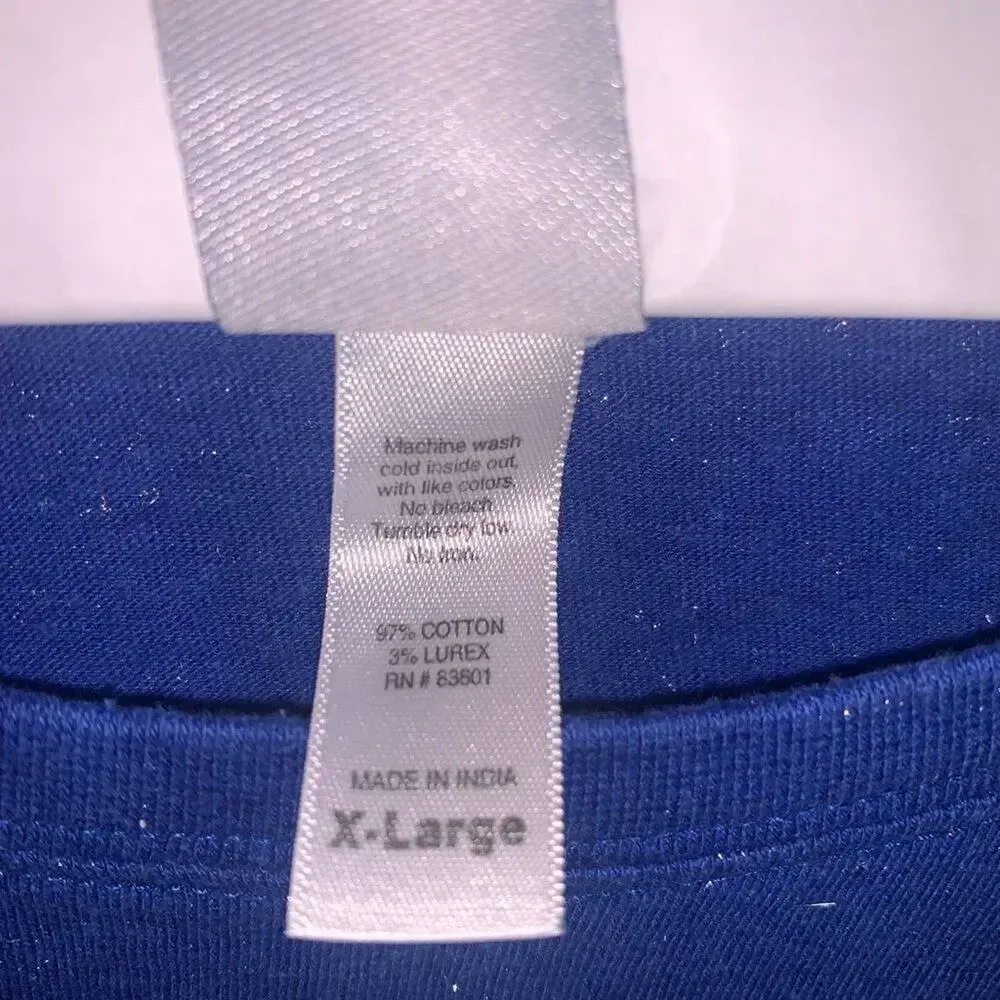 Machine wash
cold inside out,
with like colors.
No bleach
Tumble dry low.
No iron.
97% COTTON
3% LUREX
RN # 83601
MADE IN INDIA
X-Large